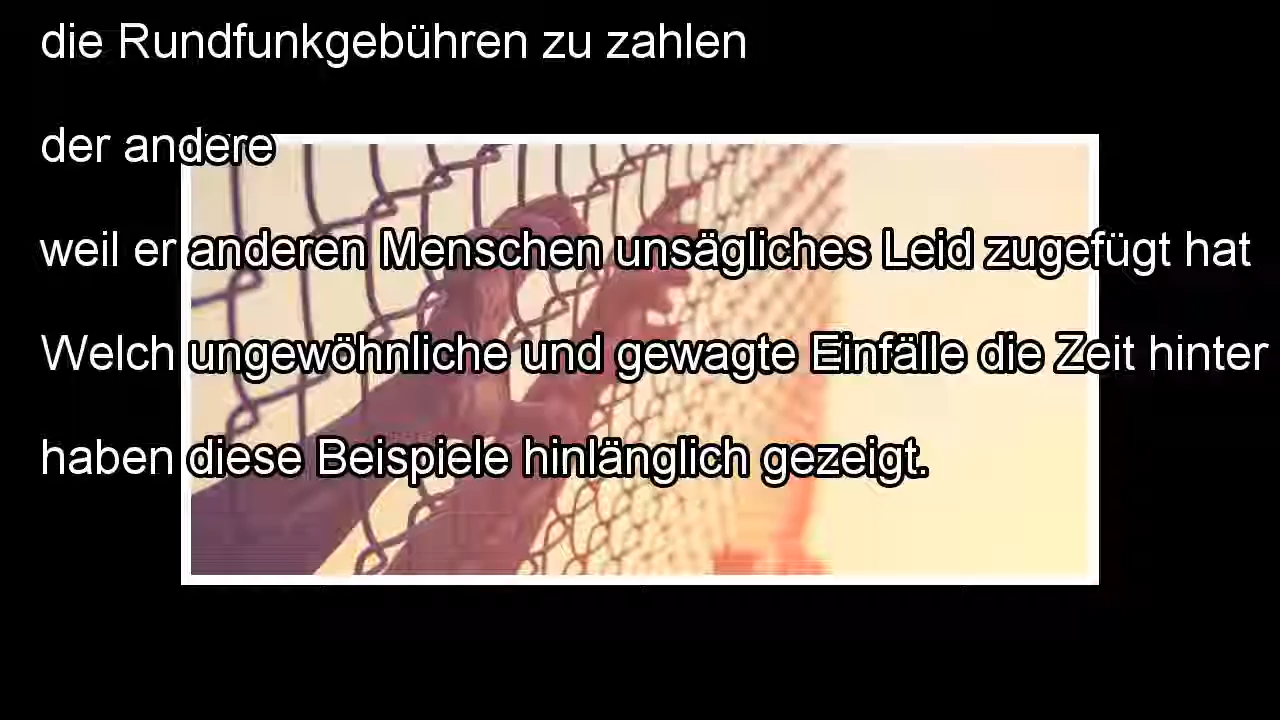 die Rundfunkgebühren zu zahlen
der andere
weil er anderen Menschen unsägliches Leid zugefügt hat
Welch ungewöhnliche und gewagte Einfälle die Zeit hinter
haben diese Beispiele hinlänglich gezeigt.